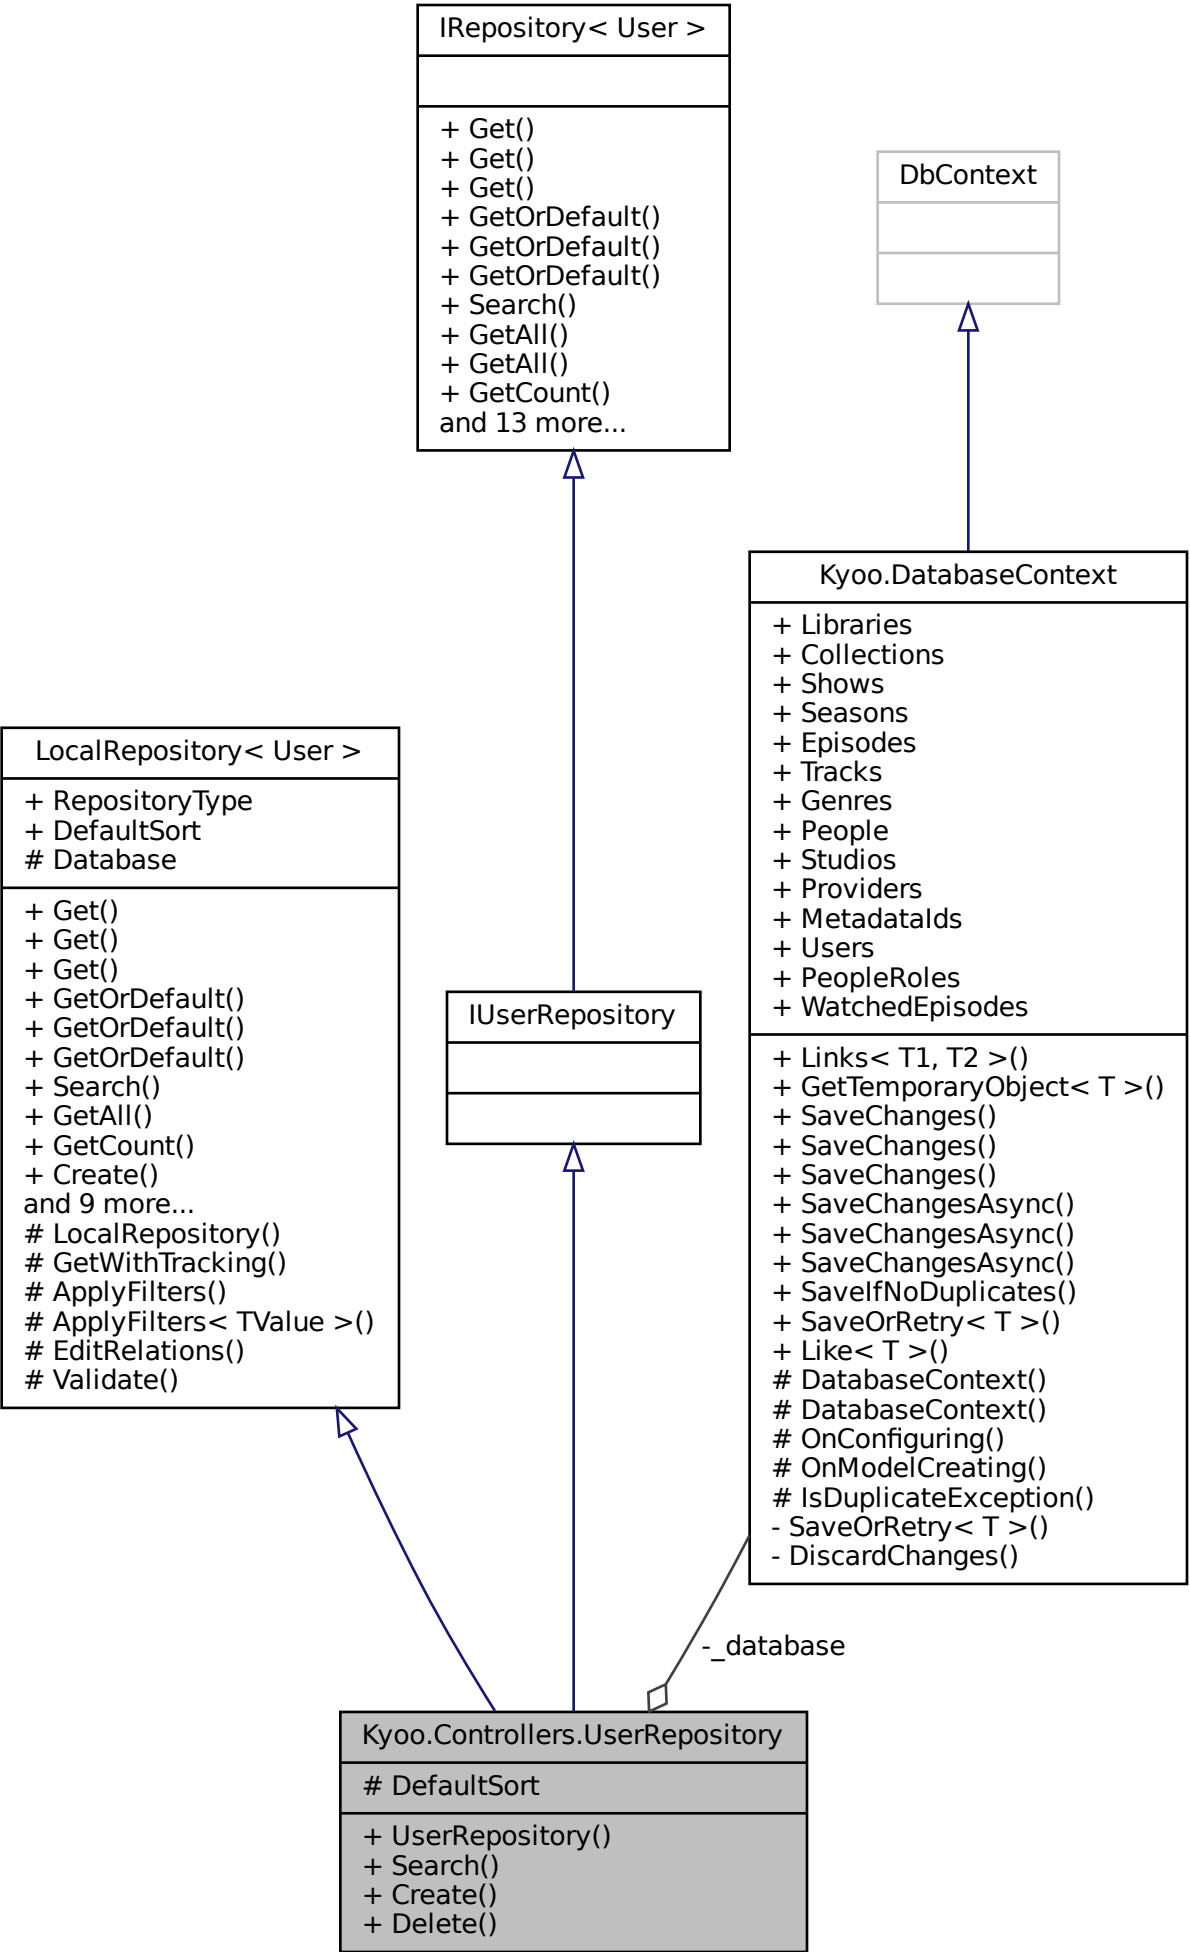 IRepository< User >
+ Get()
+ Get()
+ Get()
+ GetOrDefault()
+ GetOrDefault()
+ GetOrDefault()
+ Search()
+ GetAll()
+ GetAll()
+ GetCount()
and 13 more...
DbContext
Kyoo.DatabaseContext
+ Libraries
+ Collections
+ Shows
+ Seasons
+ Episodes
+ Tracks
+ Genres
+ People
+ Studios
+ Providers
+ MetadataIds
+ Users
+ PeopleRoles
+ WatchedEpisodes
+ Links< T1, T2 >()
+ GetTemporaryObject< T >()
+ SaveChanges()
+ SaveChanges()
+ SaveChanges()
+ SaveChangesAsync()
+ SaveChangesAsync()
+ SaveChangesAsync()
+ SaveIfNoDuplicates()
+ SaveOrRetry< T >()
+ Like< T >()
# DatabaseContext()
# DatabaseContext()
# OnConfiguring()
# OnModelCreating()
# IsDuplicateException()
- SaveOrRetry< T >()
- DiscardChanges()
LocalRepository< User >
+ RepositoryType
+ DefaultSort
# Database
+ Get()
+ Get()
+ Get()
+ GetOrDefault()
+ GetOrDefault()
+ GetOrDefault()
+ Search()
+ GetAll()
+ GetCount()
+ Create()
and 9 more...
# LocalRepository()
# GetWithTracking()
# ApplyFilters()
# ApplyFilters< TValue >()
# EditRelations()
# Validate()
IUserRepository
-_database
Kyoo.Controllers.UserRepository
# DefaultSort
+ UserRepository()
+ Search()
+ Create()
+ Delete()